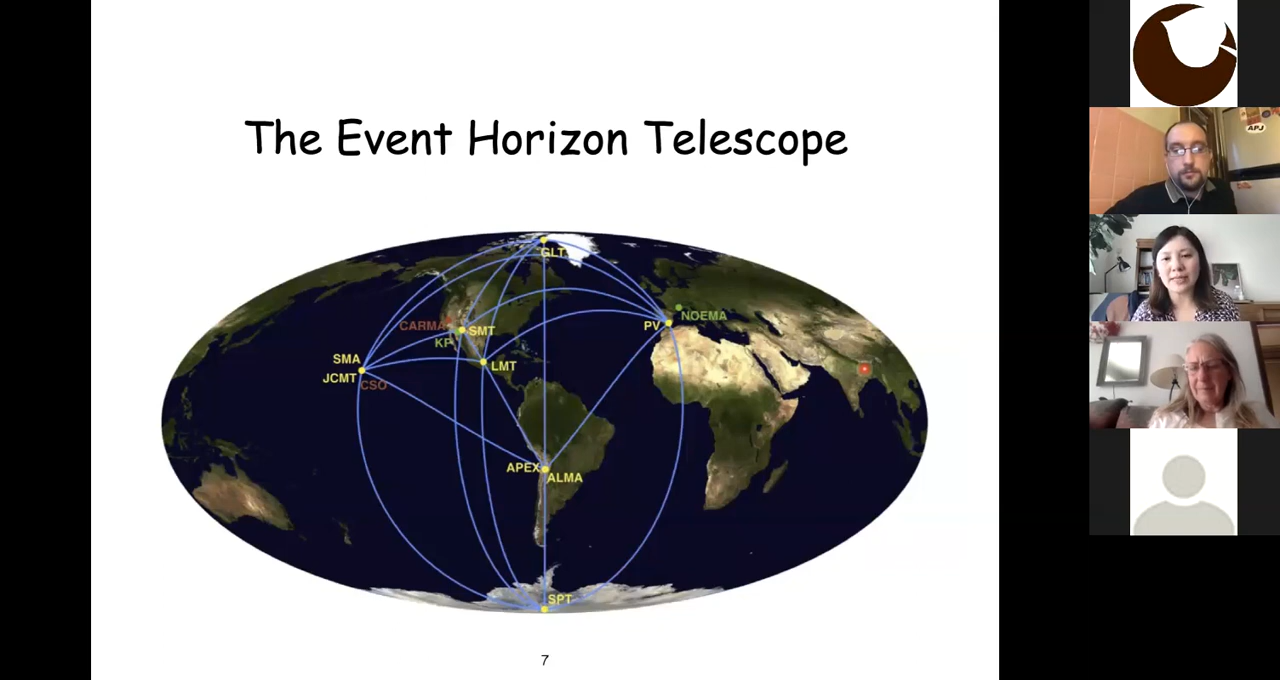 The Event Horizon Telescope
GLT
CARMA
SMT
KP
PV
NOEMA
SMA
LMT
JCMT
CSO
APEX
ALMA
SPT
7
APJ